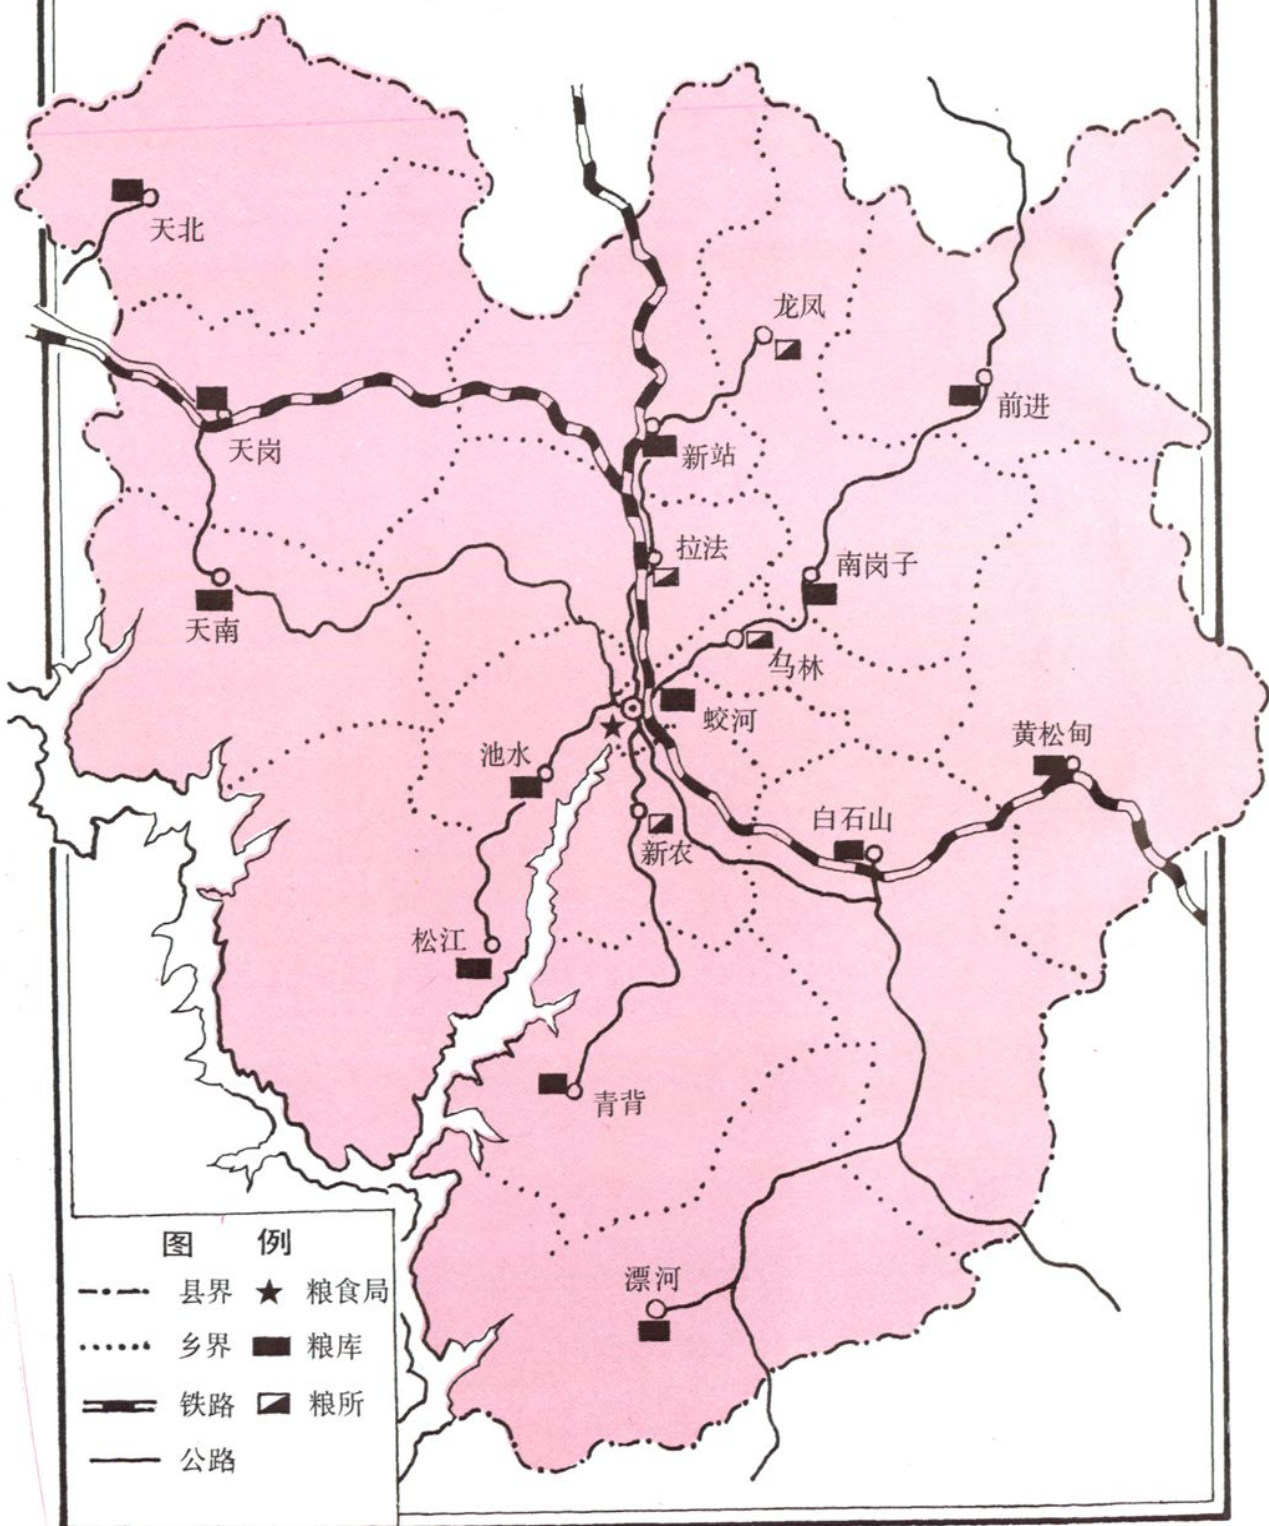 天北
龙凤
前进
天岗
新站
拉法
南岗子
天南
乌林
蛟河
黄松甸
池水
白石山
新农
松江
青背
漂河
图 例
县界 粮食局
乡界 粮库
铁路 粮所
公路